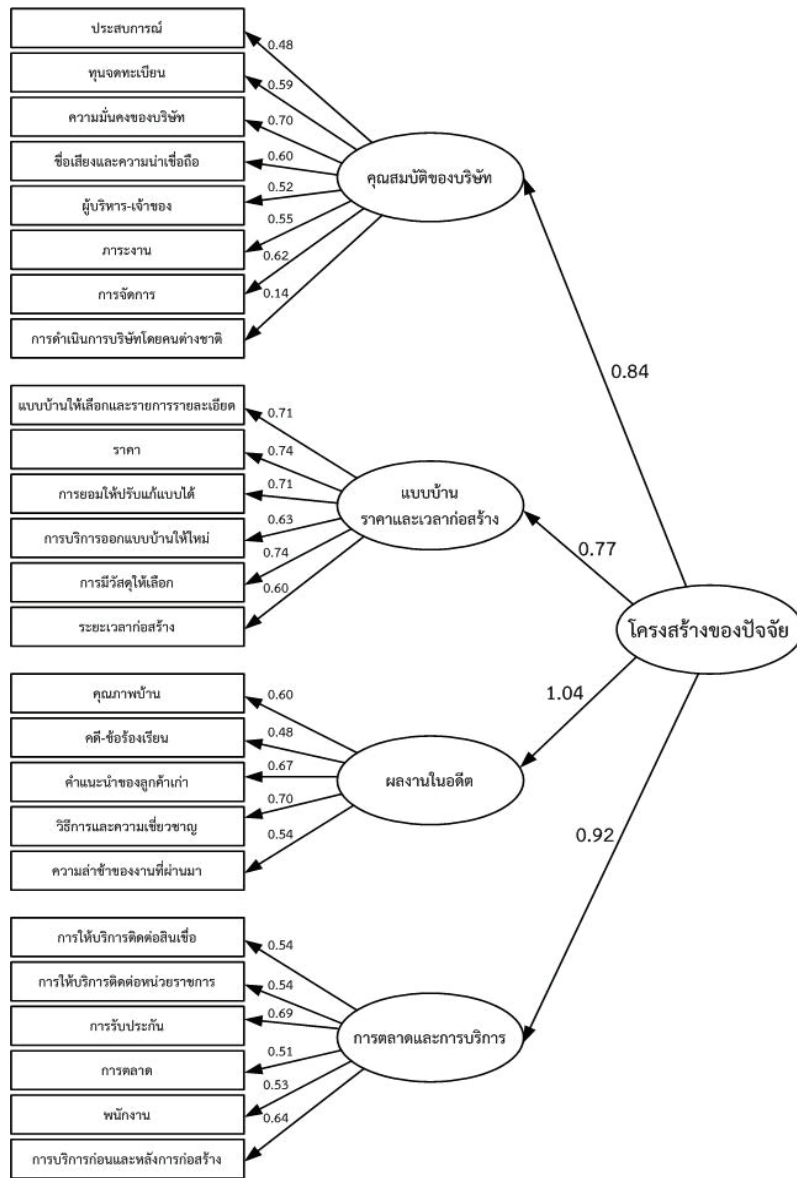 ประสบการณ์
0.48
ทุนจดทะเบียน
0.59
ความมั่นคงของบริษัท
0.70
ชื่อเสียงและความน่าเชื่อถือ
0.60
ผู้บริหาร-เจ้าของ
0.52
ภาระงาน
0.55
การจัดการ
0.62
การดำเนินการบริษัทโดยคนต่างชาติ
0.14
คุณสมบัติของบริษัท
0.84
แบบบ้านให้เลือกและรายการรายละเอียด
0.71
ราคา
0.74
การยอมให้ปรับแก้แบบได้
0.71
การบริการออกแบบบ้านให้ใหม่
0.63
การมีวัสดุให้เลือก
0.74
ระยะเวลาก่อสร้าง
0.60
แบบบ้าน
ราคาและเวลาก่อสร้าง
0.77
โครงสร้างของปัจจัย
คุณภาพบ้าน
0.60
คดี-ข้อร้องเรียน
0.48
คำแนะนำของลูกค้าเก่า
0.67
วิธีการและความเชี่ยวชาญ
0.70
ความล่าช้าของงานที่ผ่านมา
0.54
ผลงานในอดีต
1.04
การให้บริการติดต่อสินเชื่อ
0.54
การให้บริการติดต่อหน่วยราชการ
0.54
การรับประกัน
0.69
การตลาด
0.51
พนักงาน
0.53
การบริการก่อนและหลังการก่อสร้าง
0.64
การตลาดและการบริการ
0.92